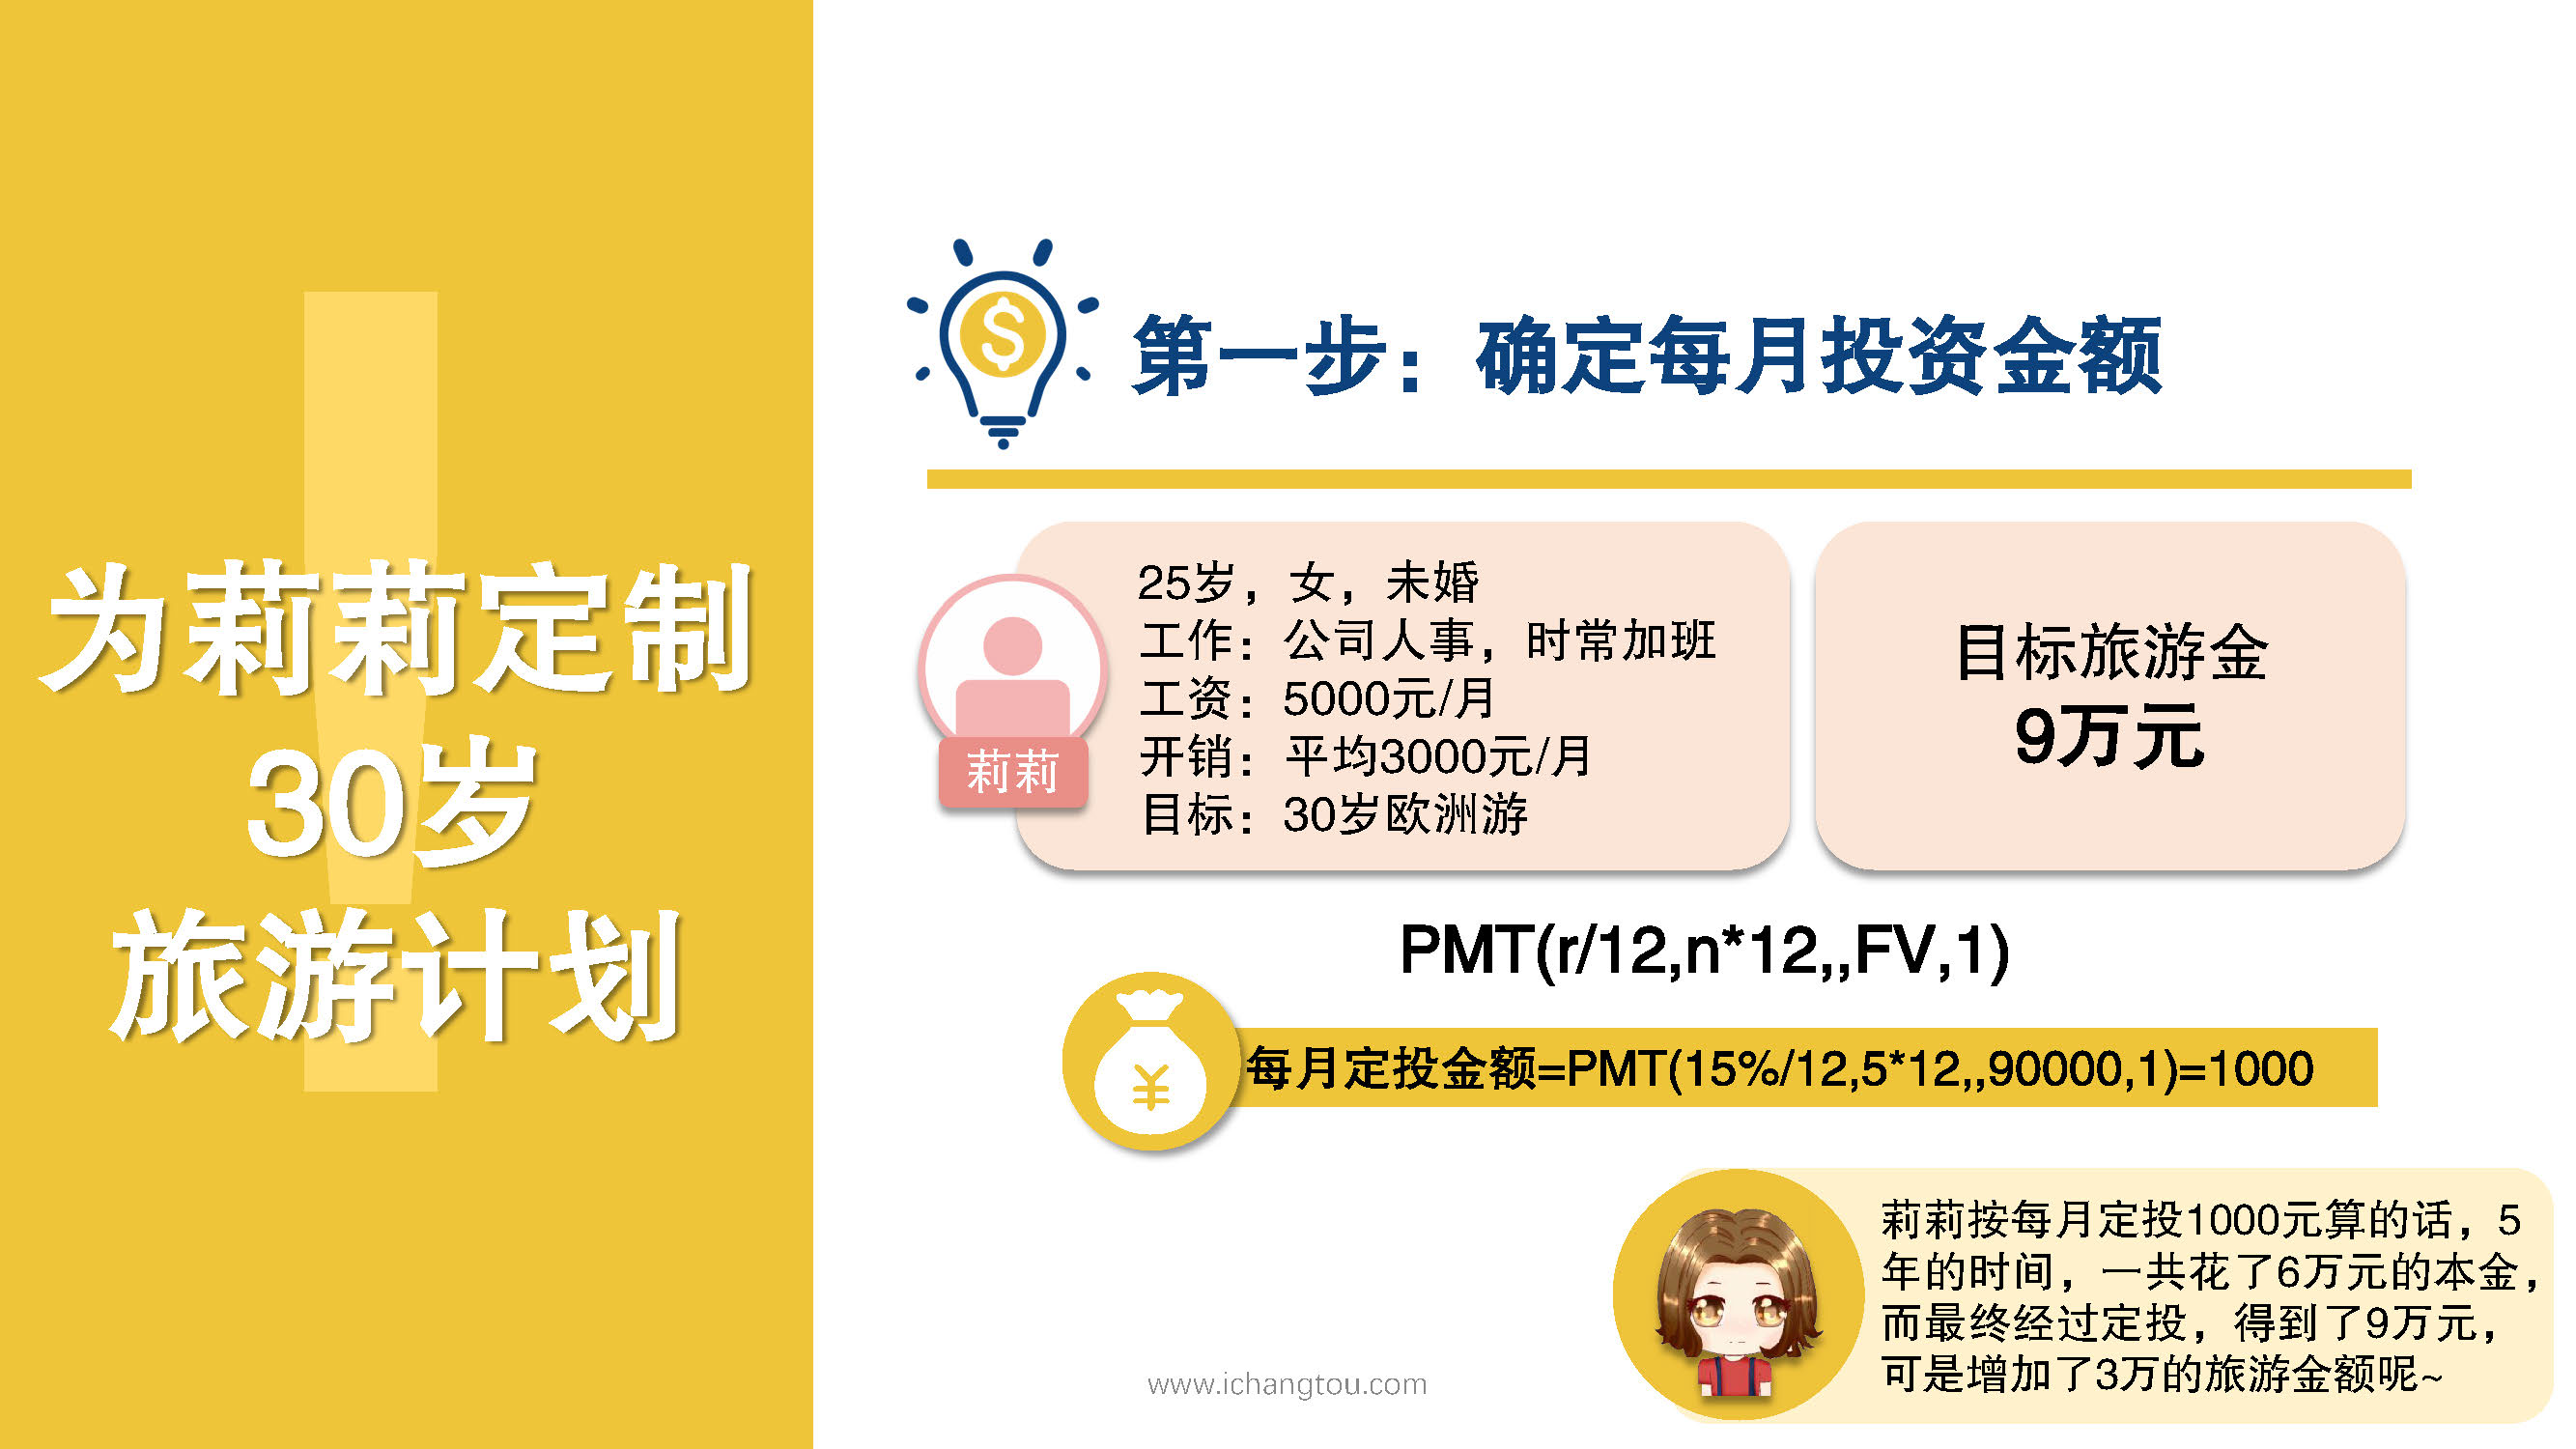 为莉莉定制
30岁
旅游计划
第一步：确定每月投资金额
25岁，女，未婚
工作：公司人事，时常加班
工资：5000元/月
开销：平均3000元/月
目标：30岁欧洲游
莉莉
目标旅游金
9万元
PMT(r/12,n*12,,FV,1)
每月定投金额=PMT(15%/12,5*12,,90000,1)=1000
¥
莉莉按每月定投1000元算的话，5
年的时间，一共花了6万元的本金，
而最终经过定投，得到了9万元，
可是增加了3万的旅游金额呢~
www.ichangtou.com